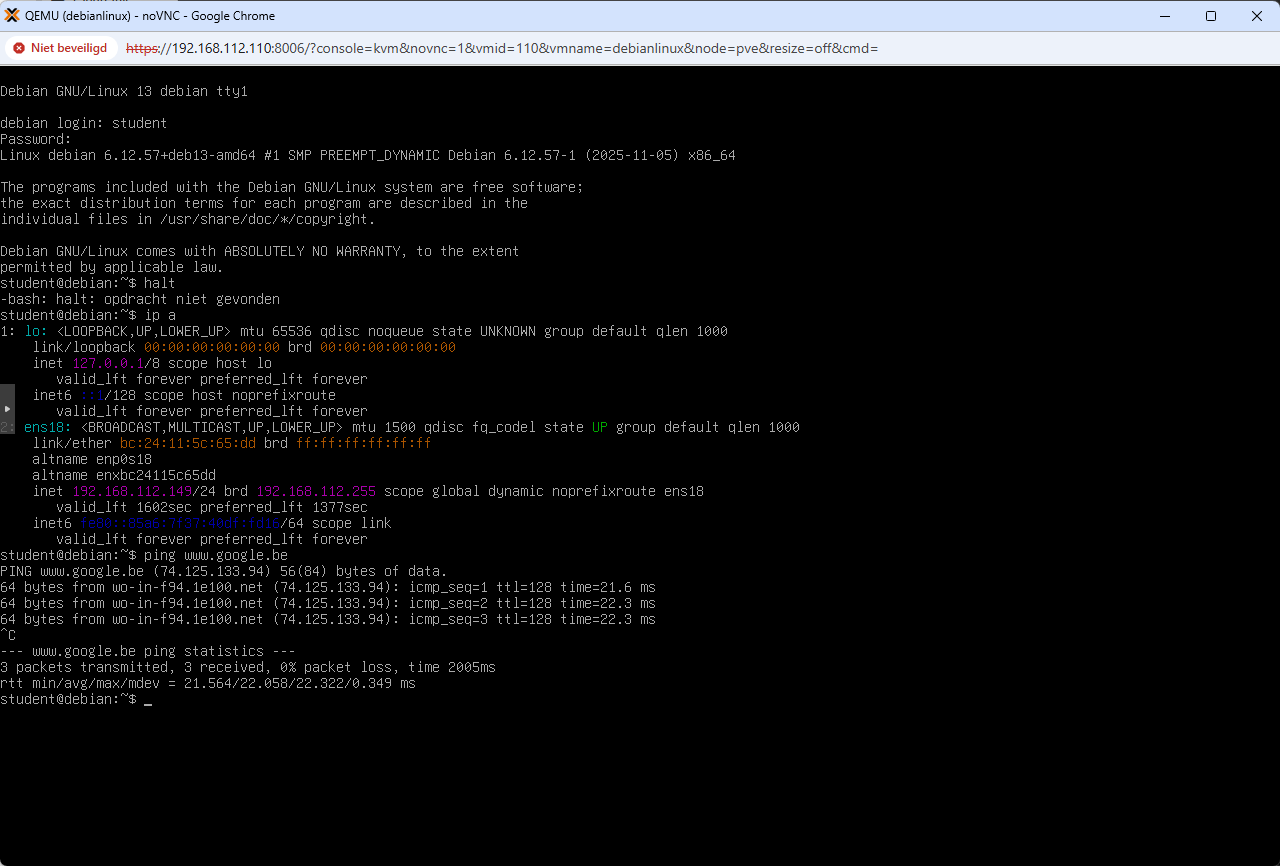 QEMU (debianlinux) - noVNC - Google Chrome
Niet beveiligd https://192.168.112.110:8006/?console=kvm&novnc=1&vmid=110&vmname=debianlinux&node=pve&resize=off&cmd=
Debian GNU/Linux 13 debian tty1
debian login: student
Password:
Linux debian 6.12.57+deb13-amd64 #1 SMP PREEMPT_DYNAMIC Debian 6.12.57-1 (2025-11-05) x86_64
The programs included with the Debian GNU/Linux system are free software;
the exact distribution terms for each program are described in the
individual files in /usr/share/doc/*/copyright.
Debian GNU/Linux comes with ABSOLUTELY NO WARRANTY, to the extent
permitted by applicable law.
student@debian:~$ halt
-bash: halt: opdracht niet gevonden
student@debian:~$ ip a
1: lo: <LOOPBACK,UP,LOWER_UP> mtu 65536 qdisc noqueue state UNKNOWN group default qlen 1000
link/loopback 00:00:00:00:00:00 brd 00:00:00:00:00:00
inet 127.0.0.1/8 scope host lo
valid_lft forever preferred_lft forever
inet6 ::1/128 scope host noprefixroute
valid_lft forever preferred_lft forever
2: ens18: <BROADCAST,MULTICAST,UP,LOWER_UP> mtu 1500 qdisc fq_codel state UP group default qlen 1000
link/ether bc:24:11:5c:65:dd brd ff:ff:ff:ff:ff:ff
altname enp0s18
altname enxbc24115c65dd
inet 192.168.112.149/24 brd 192.168.112.255 scope global dynamic noprefixroute ens18
valid_lft 1602sec preferred_lft 1377sec
inet6 /64 scope link
valid_lft forever preferred_lft forever
student@debian:~$ ping www.google.be
PING www.google.be (74.125.133.94) 56(84) bytes of data.
64 bytes from wo-in-f94.1e100.net (74.125.133.94): icmp_seq=1 ttl=128 time=21.6 ms
64 bytes from wo-in-f94.1e100.net (74.125.133.94): icmp_seq=2 ttl=128 time=22.3 ms
64 bytes from wo-in-f94.1e100.net (74.125.133.94): icmp_seq=3 ttl=128 time=22.3 ms
^C
--- www.google.be ping statistics ---
3 packets transmitted, 3 received, 0% packet loss, time 2005ms
rtt min/avg/max/mdev = 21.564/22.058/22.322/0.349 ms
student@debian:~$ _